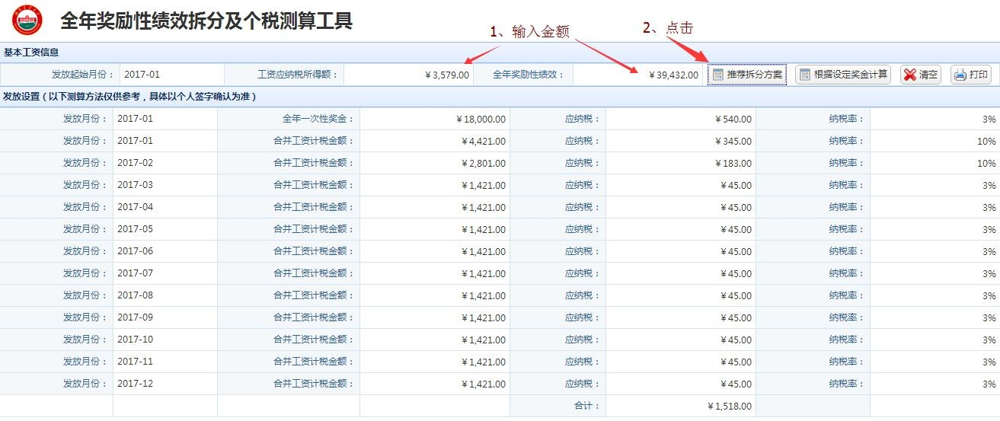 全年奖励性绩效拆分及个税测算工具
1、输入金额
2、点击
基本工资信息
发放起始月份： 2017-01 工资应纳税所得额： ￥3,579.00 全年奖励性绩效： ￥39,432.00 推荐拆分方案 根据设定奖金计算 清空 打印
发放设置（以下测算方法仅供参考，具体以个人签字确认为准）
发放月份： 2017-01 全年一次性奖金： ￥18,000.00 应纳税： ￥540.00 纳税率： 3%
发放月份： 2017-01 合并工资计税金额： ￥4,421.00 应纳税： ￥345.00 纳税率： 10%
发放月份： 2017-02 合并工资计税金额： ￥2,801.00 应纳税： ￥183.00 纳税率： 10%
发放月份： 2017-03 合并工资计税金额： ￥1,421.00 应纳税： ￥45.00 纳税率： 3%
发放月份： 2017-04 合并工资计税金额： ￥1,421.00 应纳税： ￥45.00 纳税率： 3%
发放月份： 2017-05 合并工资计税金额： ￥1,421.00 应纳税： ￥45.00 纳税率： 3%
发放月份： 2017-06 合并工资计税金额： ￥1,421.00 应纳税： ￥45.00 纳税率： 3%
发放月份： 2017-07 合并工资计税金额： ￥1,421.00 应纳税： ￥45.00 纳税率： 3%
发放月份： 2017-08 合并工资计税金额： ￥1,421.00 应纳税： ￥45.00 纳税率： 3%
发放月份： 2017-09 合并工资计税金额： ￥1,421.00 应纳税： ￥45.00 纳税率： 3%
发放月份： 2017-10 合并工资计税金额： ￥1,421.00 应纳税： ￥45.00 纳税率： 3%
发放月份： 2017-11 合并工资计税金额： ￥1,421.00 应纳税： ￥45.00 纳税率： 3%
发放月份： 2017-12 合并工资计税金额： ￥1,421.00 应纳税： ￥45.00 纳税率： 3%
合计： ￥1,518.00